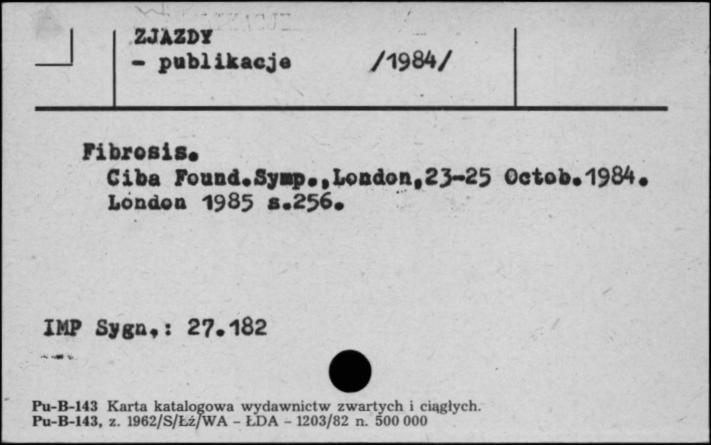 ZJAZDY
- publikacje /1984/
Fibrosis.
Ciba Found.Symp.,London,23-25 Octob.1984.
London 1985 s.256.
IMP Sygn.: 27.182
Pu-B-143 Karta katalogowa wydawnictw zwartych i ciągłych.
Pu-B-143, z. 1962/S/Łź/WA - ŁDA - 1203/82 n. 500 000